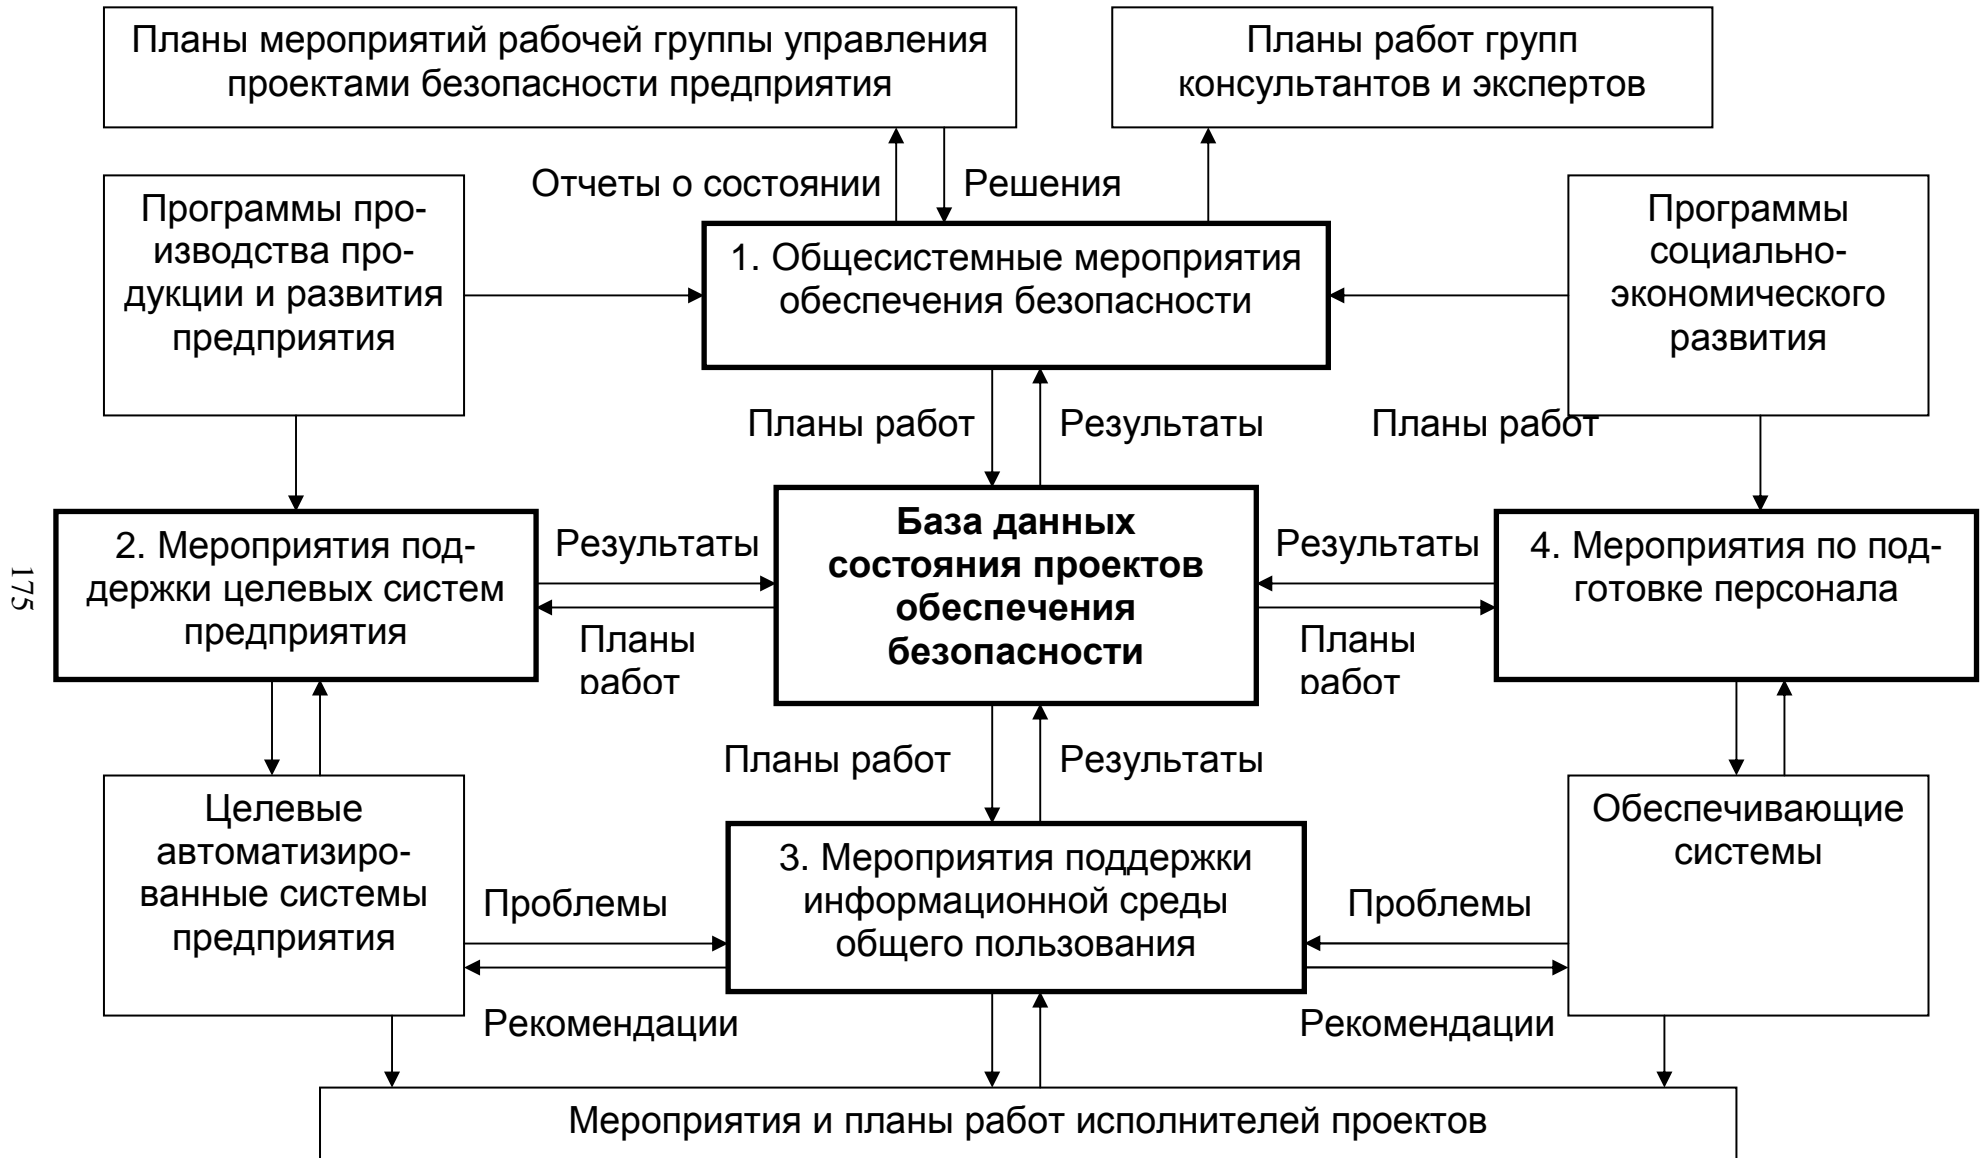 Планы мероприятий рабочей группы управления
проектами безопасности предприятия
Планы работ групп
консультантов и экспертов
Отчеты о состоянии
Решения
Программы про-
изводства про-
дукции и развития
предприятия
1. Общесистемные мероприятия
обеспечения безопасности
Программы
социально-
экономического
развития
Планы работ
Результаты
Планы работ
2. Мероприятия под-
держки целевых систем
предприятия
Результаты
Планы
работ
База данных
состояния проектов
обеспечения
безопасности
Результаты
Планы
работ
4. Мероприятия по под-
готовке персонала
175
Планы работ
Результаты
Целевые
автоматизиро-
ванные системы
предприятия
Проблемы
Рекомендации
3. Мероприятия поддержки
информационной среды
общего пользования
Проблемы
Рекомендации
Обеспечивающие
системы
Мероприятия и планы работ исполнителей проектов